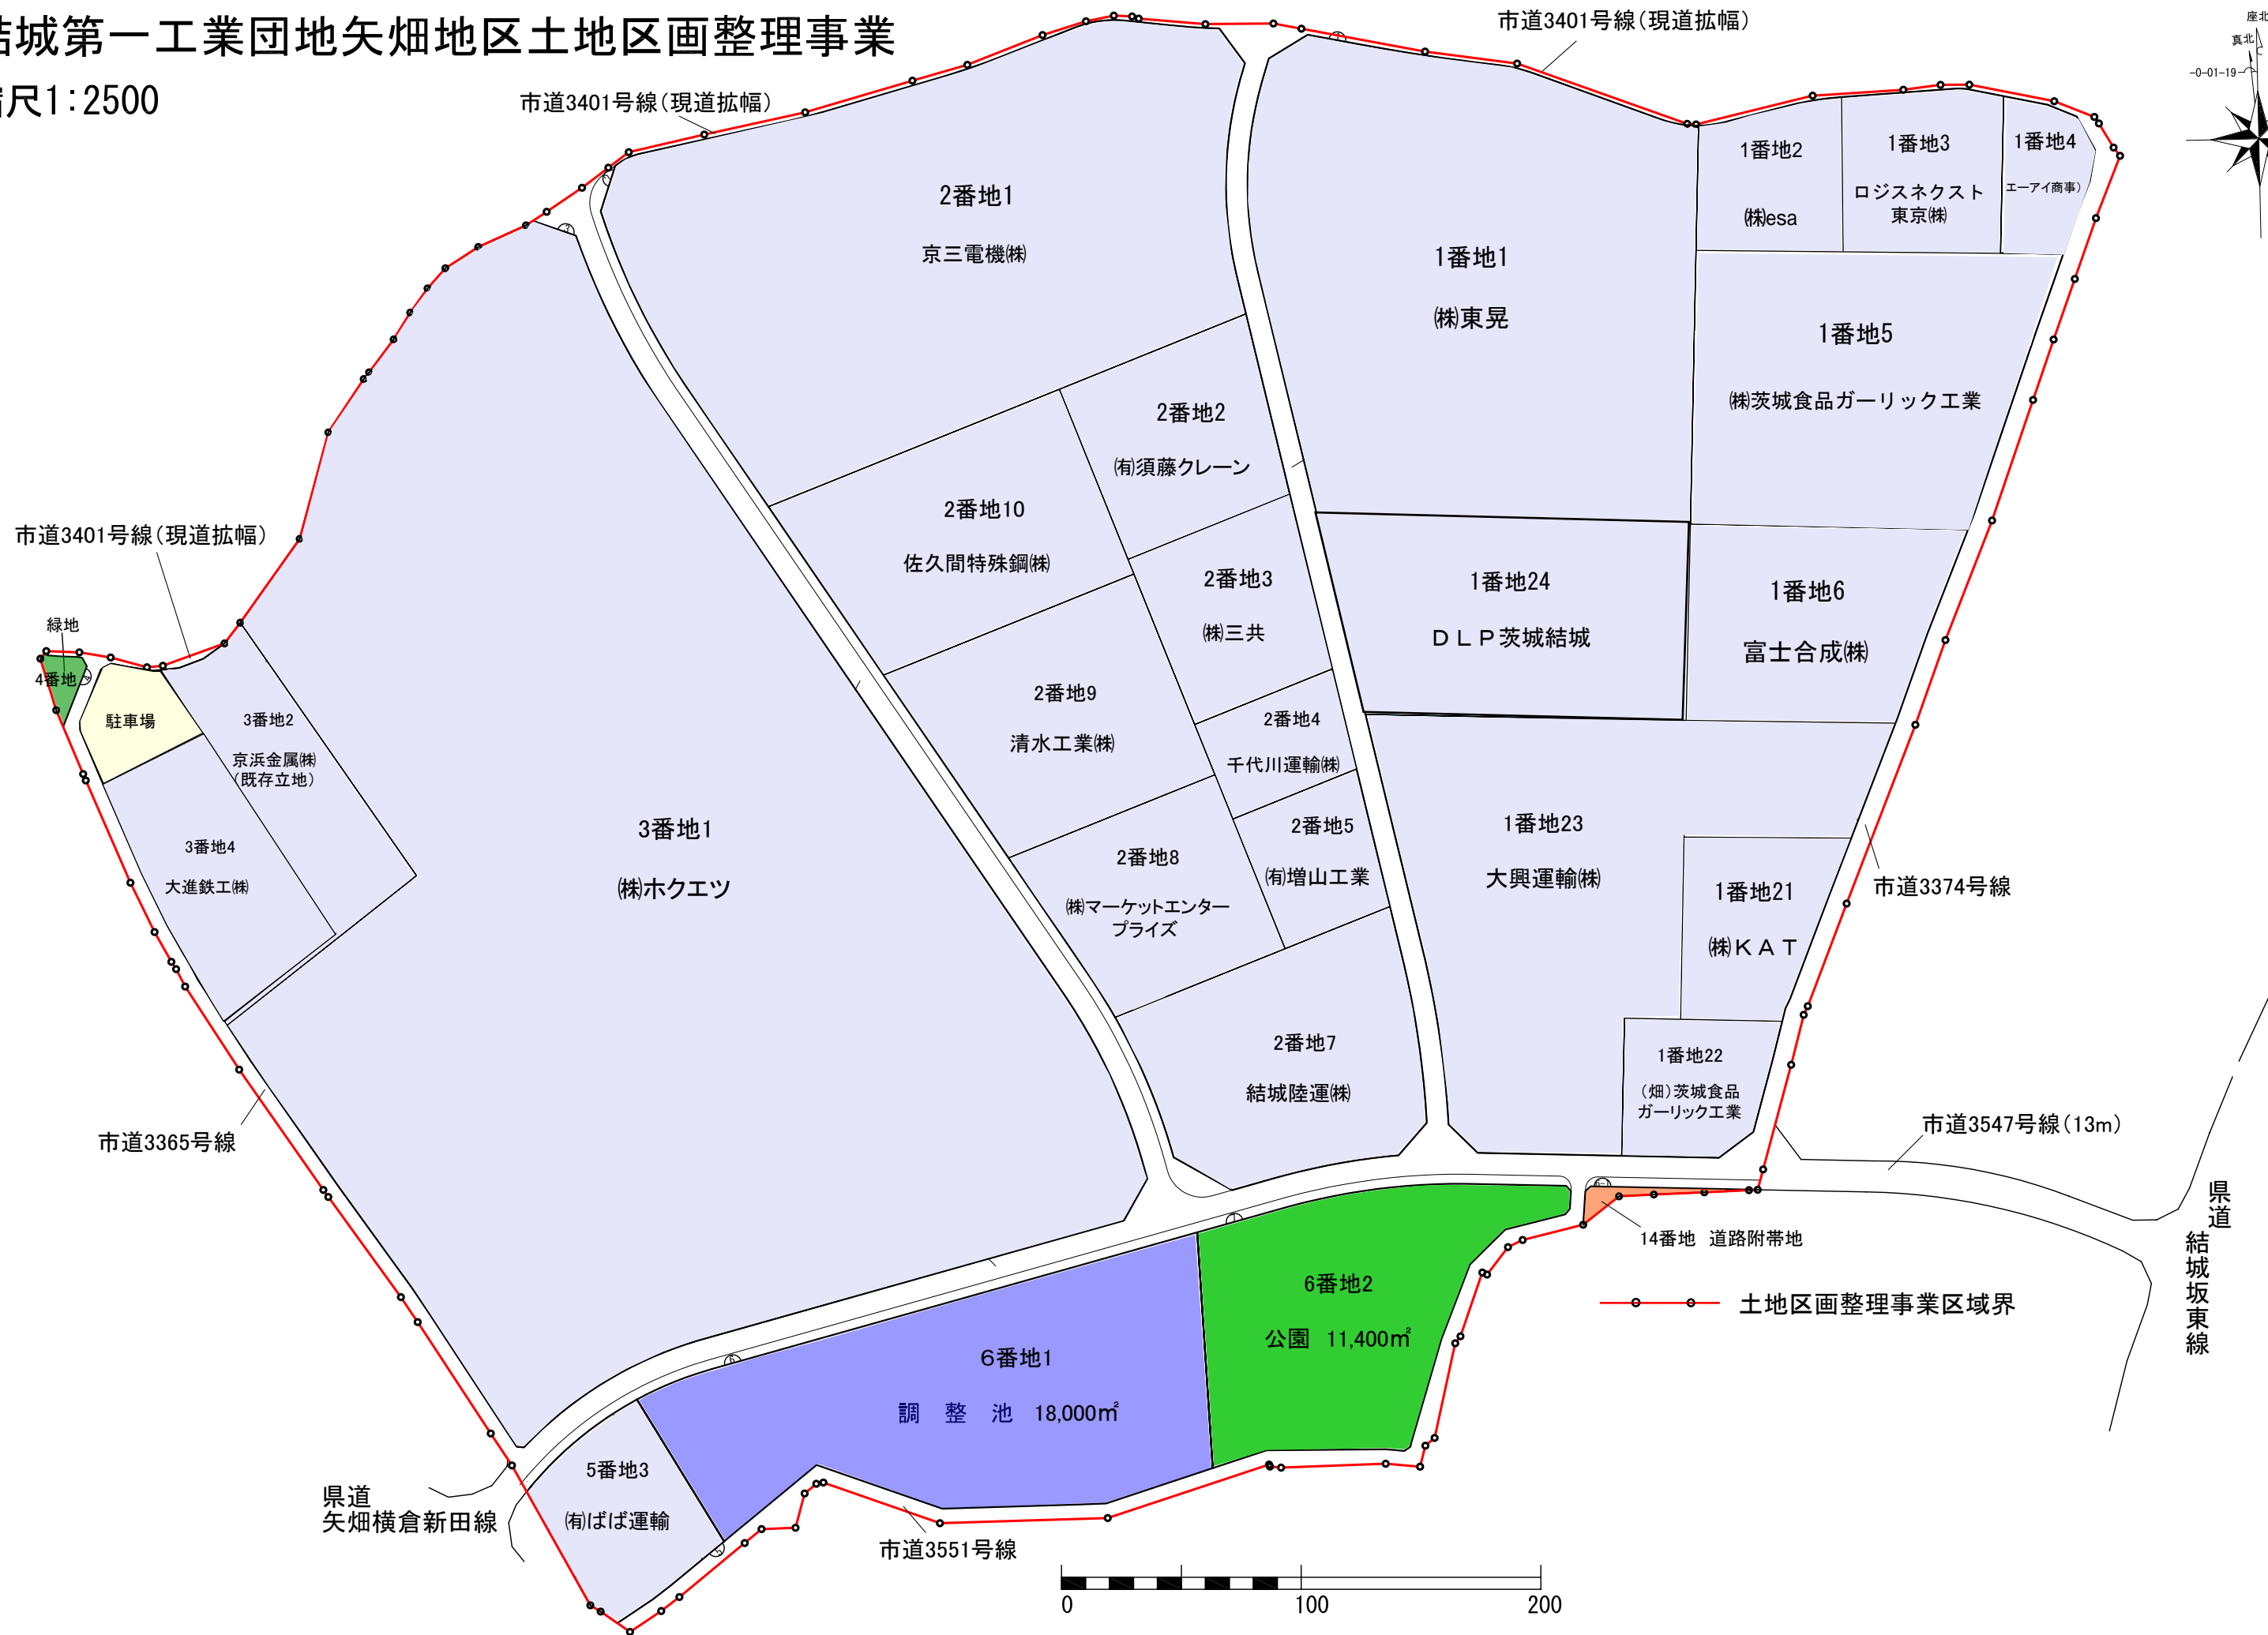 結城第一工業団地矢畑地区土地区画整理事業
縮尺1:2500
市道3401号線(現道拡幅)
市道3401号線(現道拡幅)
座北
真北
-0-01-19
2番地1
京三電機㈱
1番地1
㈱東晃
1番地2
㈱esa
1番地3
ロジスネクスト
東京㈱
1番地4
エーアイ商事)
1番地5
㈱茨城食品ガーリック工業
2番地2
㈲須藤クレーン
2番地10
佐久間特殊鋼㈱
市道3401号線(現道拡幅)
2番地3
㈱三共
1番地24
DLP茨城結城
1番地6
富士合成㈱
緑地
4番地
駐車場
3番地2
京浜金属㈱
(既存立地)
2番地9
清水工業㈱
2番地4
千代川運輸㈱
3番地4
大進鉄工㈱
3番地1
㈱ホクエツ
2番地8
㈱マーケットエンター
プライズ
2番地5
㈲増山工業
1番地23
大興運輸㈱
1番地21
㈱KAT
市道3374号線
2番地7
結城陸運㈱
1番地22
(畑)茨城食品
ガーリック工業
市道3365号線
市道3547号線(13m)
県道
結城坂東線
14番地 道路附帯地
6番地2
公園 11,400㎡
土地区画整理事業区域界
6番地1
調 整 池 18,000㎡
5番地3
㈲ばば運輸
県道
矢畑横倉新田線
市道3551号線
0 100 200